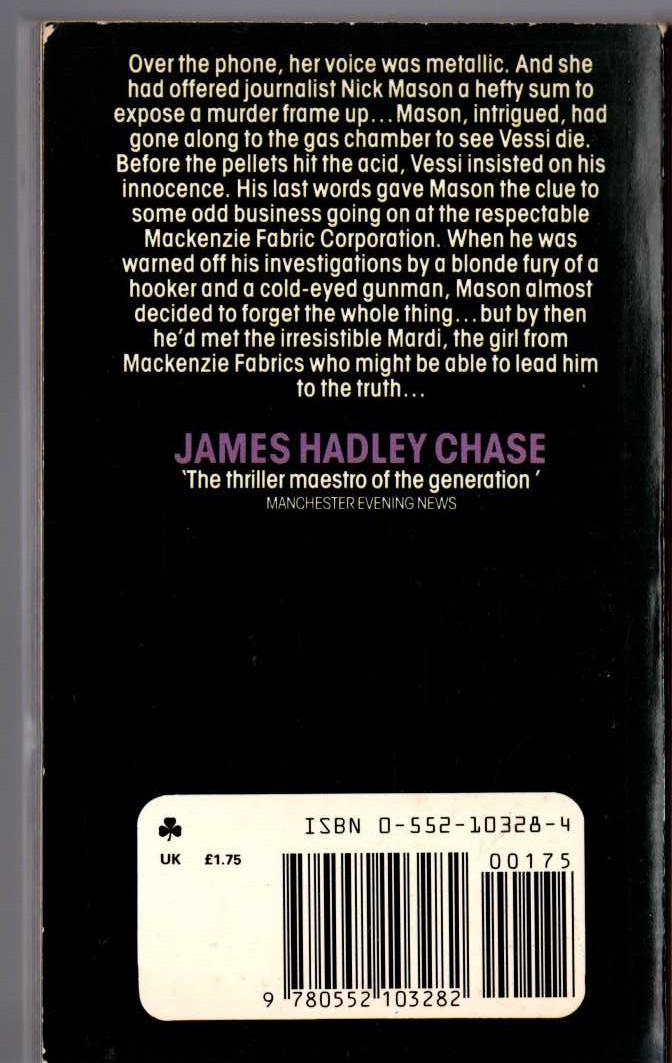 Over the phone, her voice was metallic. And she
had offered journalist Nick Mason a hefty sum to
expose a murder frame up...Mason, intrigued, had
gone along to the gas chamber to see Vessi die.
Before the pellets hit the acid, Vessi insisted on his
innocence. His last words gave Mason the clue to
some odd business going on at the respectable
Mackenzie Fabric Corporation. When he was
warned off his investigations by a blonde fury of a
hooker and a cold-eyed gunman, Mason almost
decided to forget the whole thing...but by then
he'd met the irresistible Mardi, the girl from
Mackenzie Fabrics who might be able to lead him
to the truth...
JAMES HADLEY CHASE
'The thriller maestro of the generation'
MANCHESTER EVENING NEWS
ISBN 0-552-10328-4
UK £1.75
00175
9 780552 103282